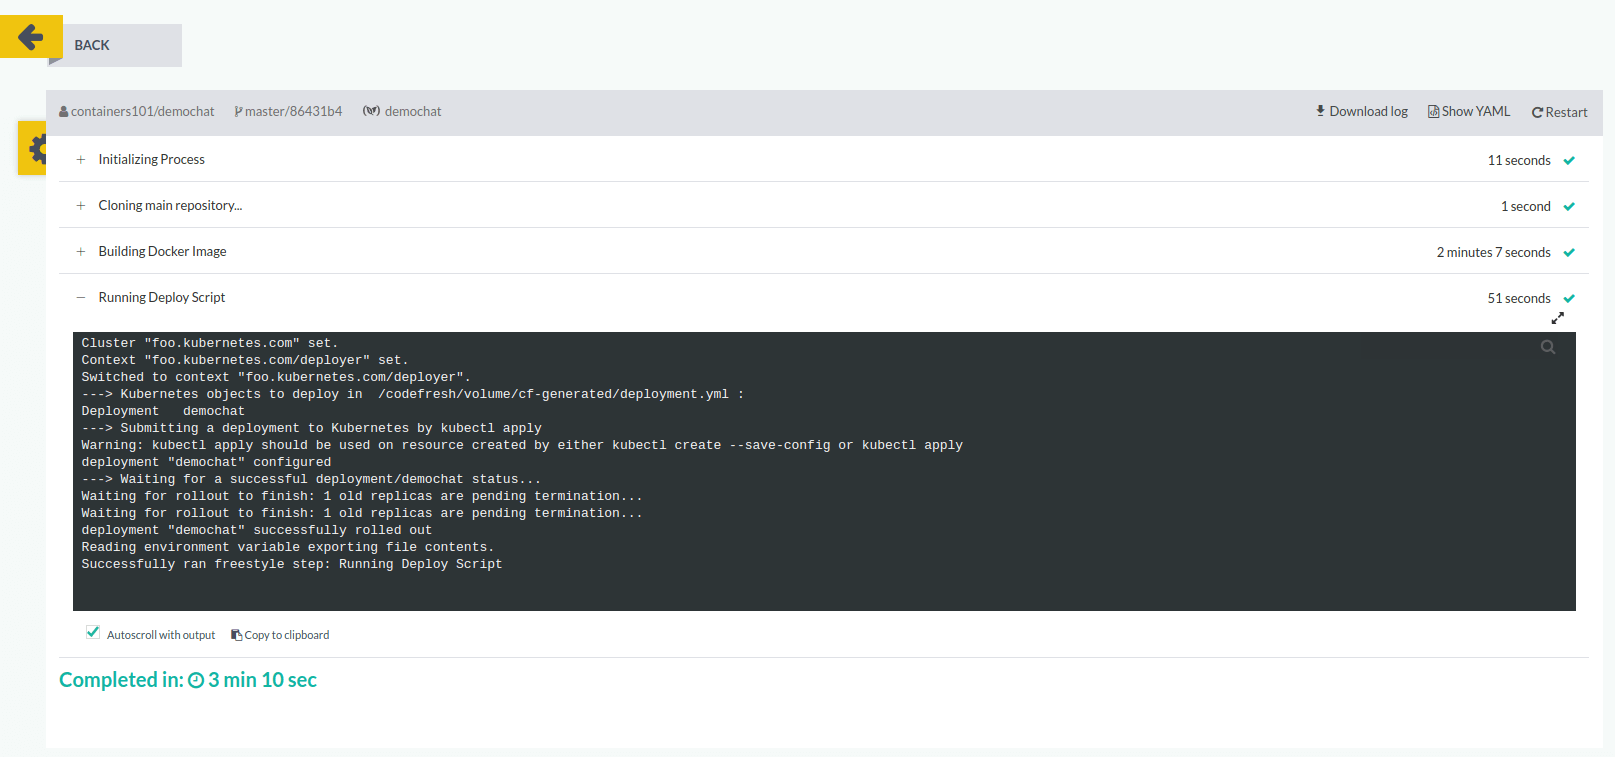 BACK
containers101/demochat master/86431b4 demochat Download log Show YAML Restart
+ Initializing Process 11 seconds
+ Cloning main repository... 1 second
+ Building Docker Image 2 minutes 7 seconds
− Running Deploy Script 51 seconds
Cluster "foo.kubernetes.com" set.
Context "foo.kubernetes.com/deployer" set.
Switched to context "foo.kubernetes.com/deployer".
---> Kubernetes objects to deploy in  /codefresh/volume/cf-generated/deployment.yml :
Deployment   demochat
---> Submitting a deployment to Kubernetes by kubectl apply
Warning: kubectl apply should be used on resource created by either kubectl create --save-config or kubectl apply
deployment "demochat" configured
---> Waiting for a successful deployment/demochat status...
Waiting for rollout to finish: 1 old replicas are pending termination...
Waiting for rollout to finish: 1 old replicas are pending termination...
deployment "demochat" successfully rolled out
Reading environment variable exporting file contents.
Successfully ran freestyle step: Running Deploy Script
Autoscroll with output Copy to clipboard
Completed in: 3 min 10 sec